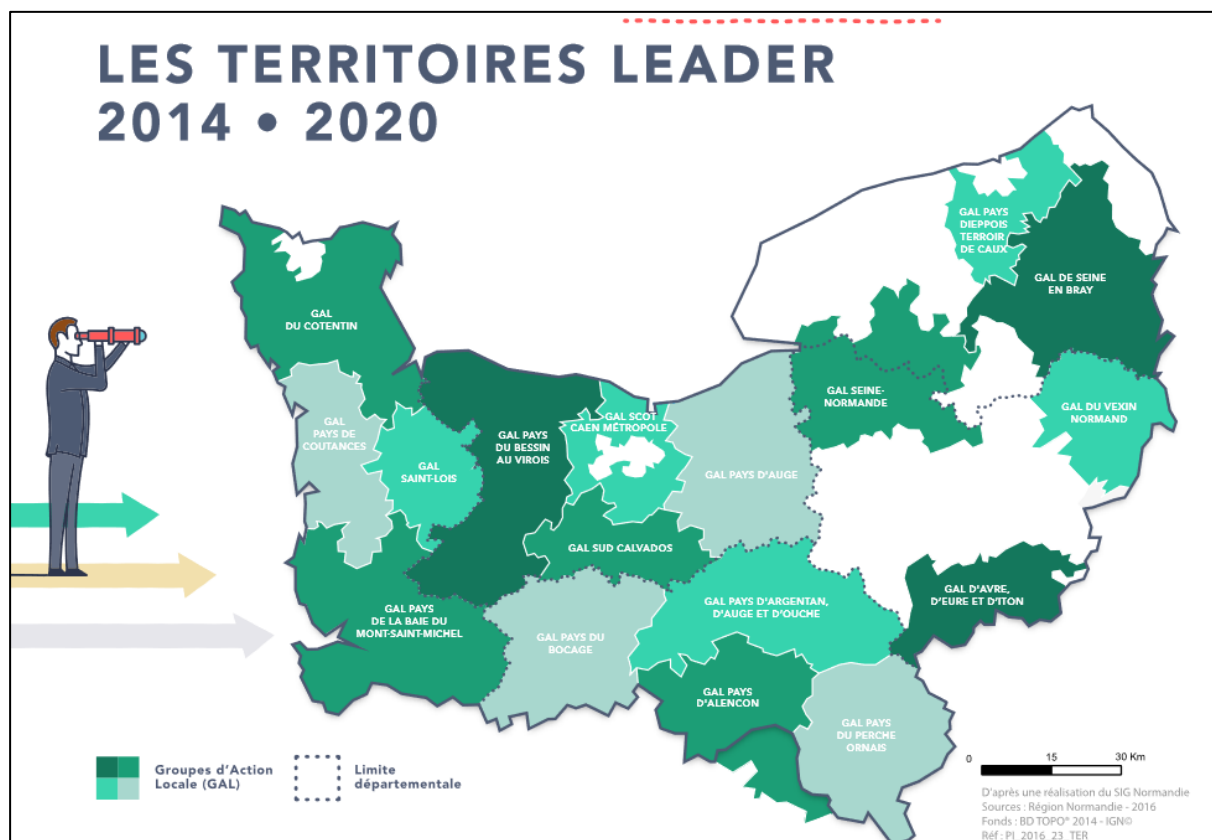 LES TERRITOIRES LEADER
2014 • 2020
GAL PAYS
DIEPPOIS
TERROIR
DE CAUX
GAL DE SEINE
EN BRAY
GAL
DU COTENTIN
GAL SEINE-
NORMANDE
GAL DU VEXIN
NORMAND
GAL
PAYS DE
COUTANCES
GAL SCOT
CAEN MÉTROPOLE
GAL PAYS
DU BESSIN
AU VIROIS
GAL
SAINT-LOIS
GAL PAYS D'AUGE
GAL SUD CALVADOS
GAL D'AVRE,
D'EURE ET D'ITON
GAL PAYS
DE LA BAIE DU
MONT-SAINT-MICHEL
GAL PAYS D'ARGENTAN,
D'AUGE ET D'OUCHE
GAL PAYS DU
BOCAGE
GAL PAYS
D'ALENCON
GAL PAYS
DU PERCHE
ORNAIS
Groupes d'Action
Locale (GAL)
Limite
départementale
0 15 30 Km
D'après une réalisation du SIG Normandie
Sources : Région Normandie - 2016
Fonds : BD TOPO® 2014 - IGN©
Réf : PI_2016_23_TER